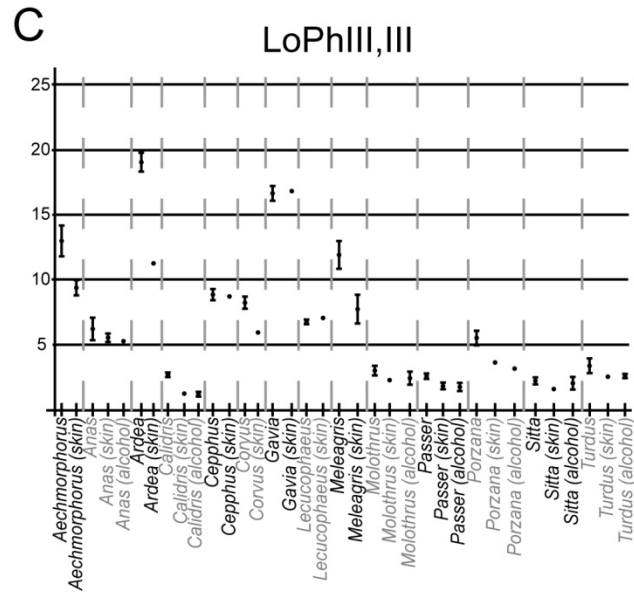 C
LoPhIII,III
25
20
15
10
5
Aechmorphorus
Aechmorphorus (skin)
Anas
Anas (skin)
Anas (alcohol)
Ardea
Ardea (skin)
Calidris
Calidris (skin)
Calidris (alcohol)
Cepphus
Cepphus (skin)
Corvus
Corvus (skin)
Gavia
Gavia (skin)
Lecucophaeus
Lecucophaeus (skin)
Meleagris
Meleagris (skin)
Molothrus
Molothrus (skin)
Molothrus (alcohol)
Passer
Passer (skin)
Passer (alcohol)
Porzana
Porzana (skin)
Porzana (alcohol)
Sitta
Sitta (skin)
Sitta (alcohol)
Turdus
Turdus (skin)
Turdus (alcohol)